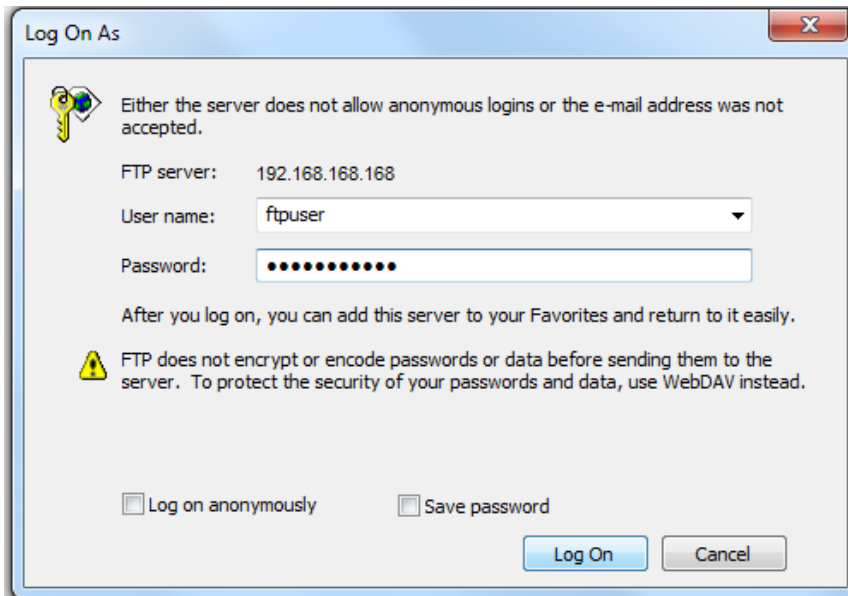 Log On As
Either the server does not allow anonymous logins or the e-mail address was not
accepted.
FTP server: 192.168.168.168
User name: ftpuser
Password: ●●●●●●●●●●●
After you log on, you can add this server to your Favorites and return to it easily.
FTP does not encrypt or encode passwords or data before sending them to the
server. To protect the security of your passwords and data, use WebDAV instead.
Log on anonymously Save password
Log On Cancel